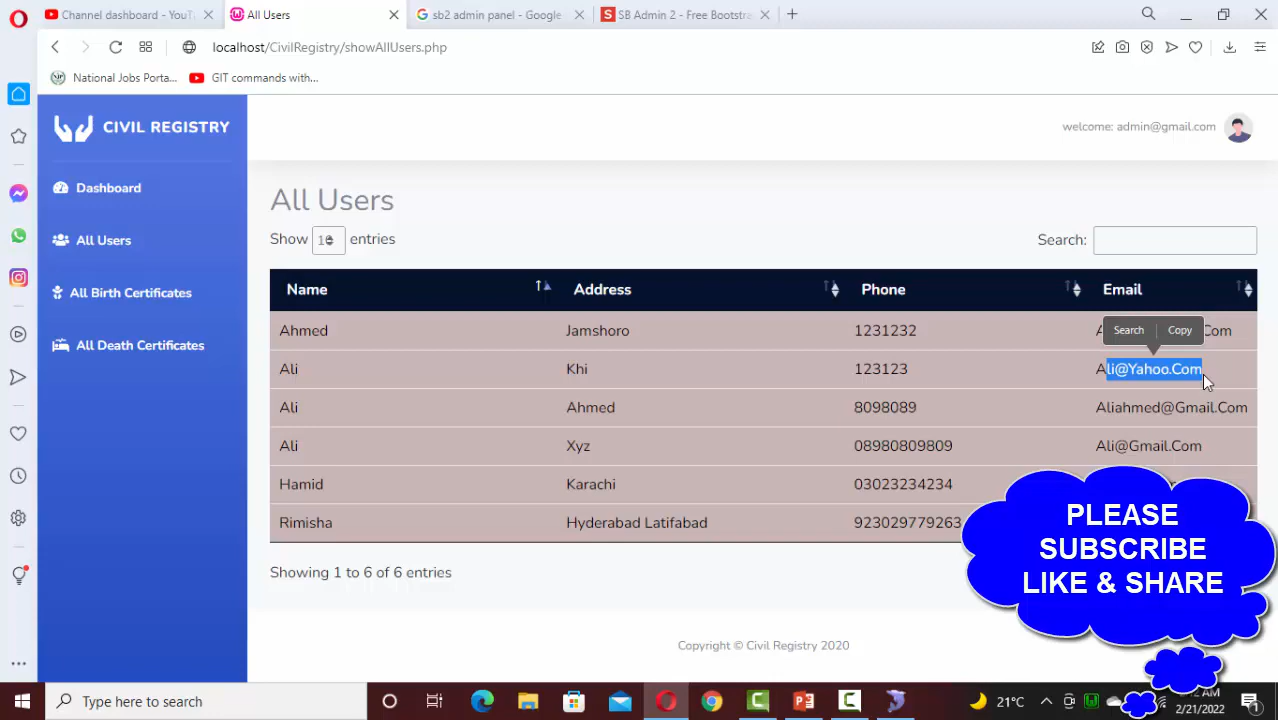 Channel dashboard - YouT
All Users
sb2 admin panel - Google
SB Admin 2 - Free Bootstra
localhost/CivilRegistry/showAllUsers.php
National Jobs Porta...
GIT commands with...
CIVIL REGISTRY
welcome: admin@gmail.com
Dashboard
All Users
All Birth Certificates
All Death Certificates
All Users
Show 10 entries
Search:
Name Address Phone Email
Ahmed Jamshoro 1231232
Search Copy
Ali Khi 123123 Ali@Yahoo.Com
Ali Ahmed 8098089 Aliahmed@Gmail.Com
Ali Xyz 08980809809 Ali@Gmail.Com
Hamid Karachi 03023234234
Rimisha Hyderabad Latifabad 923029779263
Showing 1 to 6 of 6 entries
PLEASE
SUBSCRIBE
LIKE & SHARE
Copyright © Civil Registry 2020
Type here to search
21°C
AM
2/21/2022